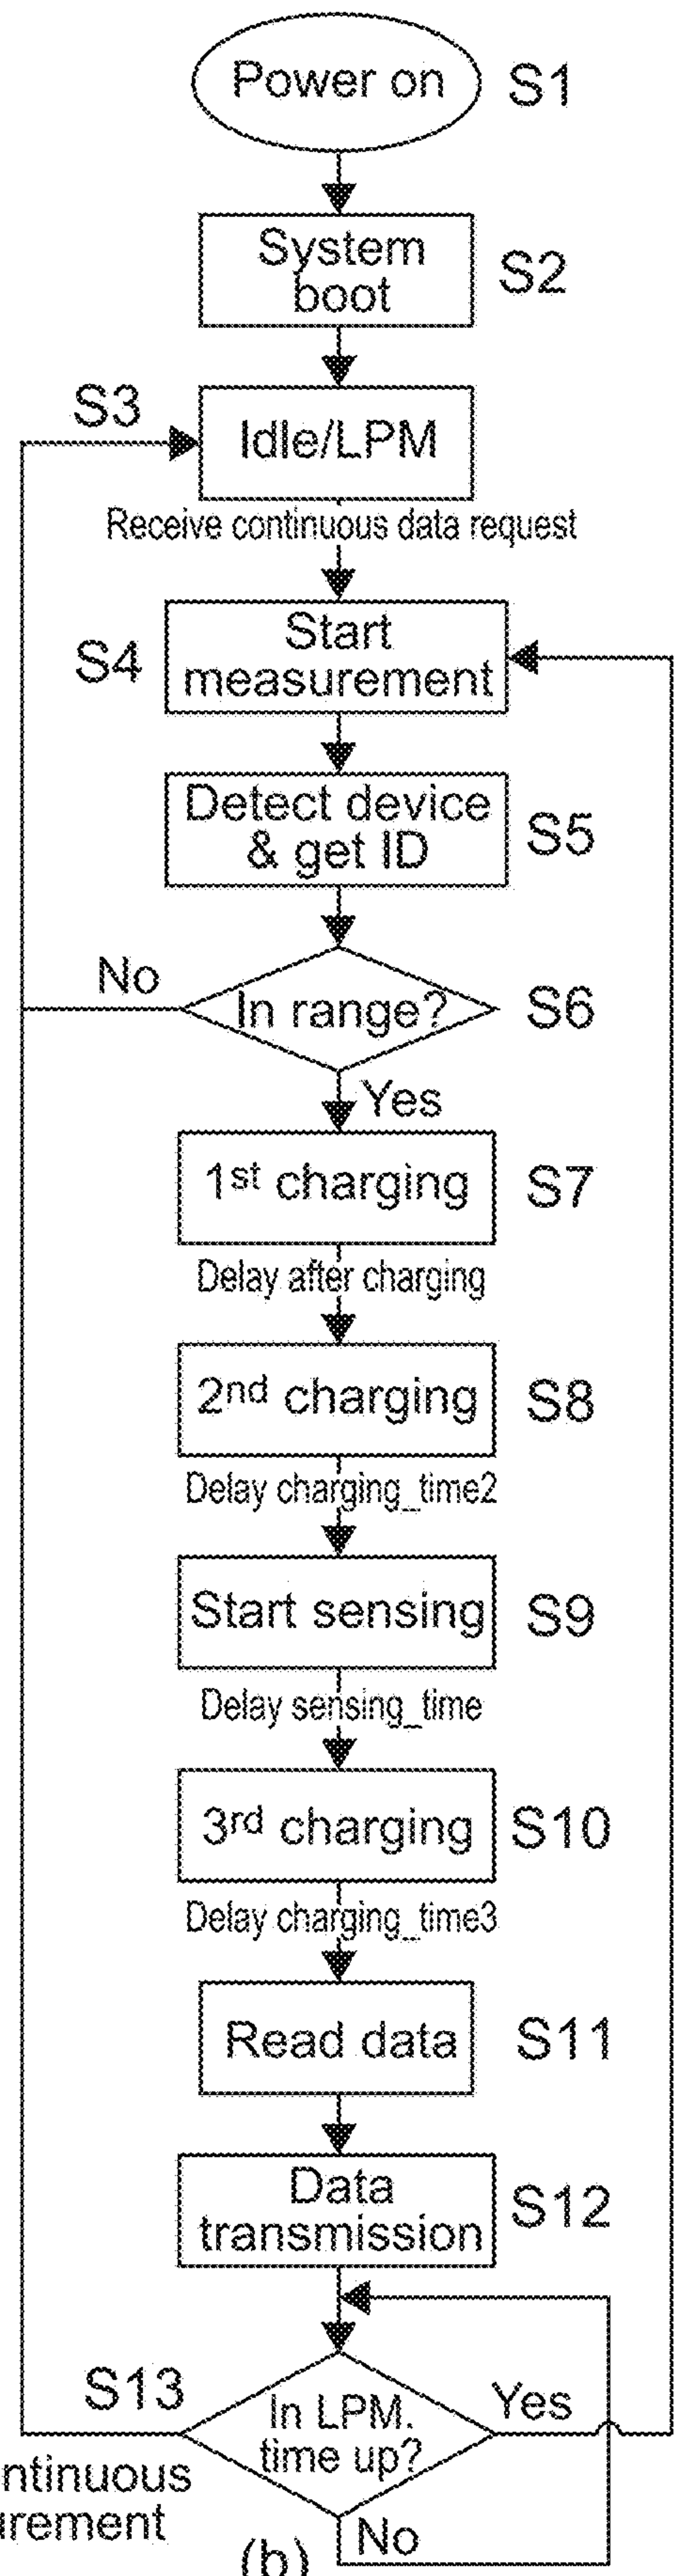 Power on
S1
System
boot
S2
S3
Idle/LPM
Receive continuous data request
S4
Start
measurement
Detect device
& get ID
S5
No
In range?
S6
Yes
1st charging
S7
Delay after charging
2nd charging
S8
Delay charging_time2
Start sensing
S9
Delay sensing_time
3rd charging
S10
Delay charging_time3
Read data
S11
Data
transmission
S12
S13
In LPM.
time up?
Yes
No
(b)